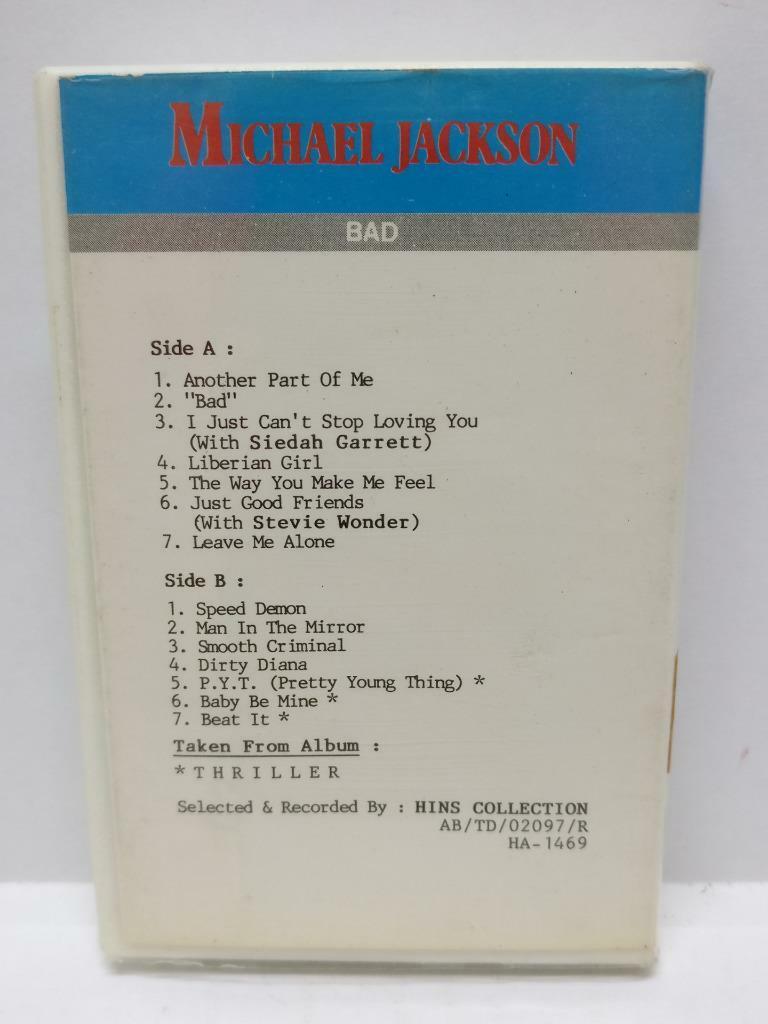 MICHAEL JACKSON
BAD
Side A :
1. Another Part Of Me
2. "Bad"
3. I Just Can't Stop Loving You
(With Siedah Garrett)
4. Liberian Girl
5. The Way You Make Me Feel
6. Just Good Friends
(With Stevie Wonder)
7. Leave Me Alone
Side B :
1. Speed Demon
2. Man In The Mirror
3. Smooth Criminal
4. Dirty Diana
5. P.Y.T. (Pretty Young Thing) *
6. Baby Be Mine *
7. Beat It *
Taken From Album :
* T H R I L L E R
Selected & Recorded By : HINS COLLECTION
AB/TD/02097/R
HA-1469